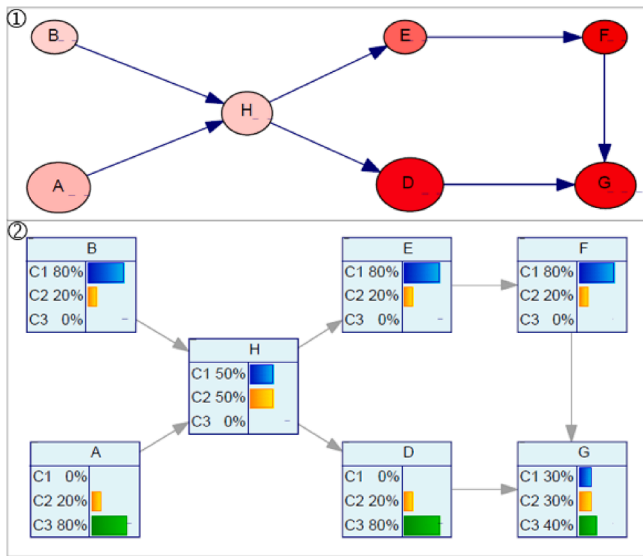 ①
B
E
F
H
A
D
G
②
B
C1 80%
C2 20%
C3 0%
E
C1 80%
C2 20%
C3 0%
F
C1 80%
C2 20%
C3 0%
H
C1 50%
C2 50%
C3 0%
A
C1 0%
C2 20%
C3 80%
D
C1 0%
C2 20%
C3 80%
G
C1 30%
C2 30%
C3 40%